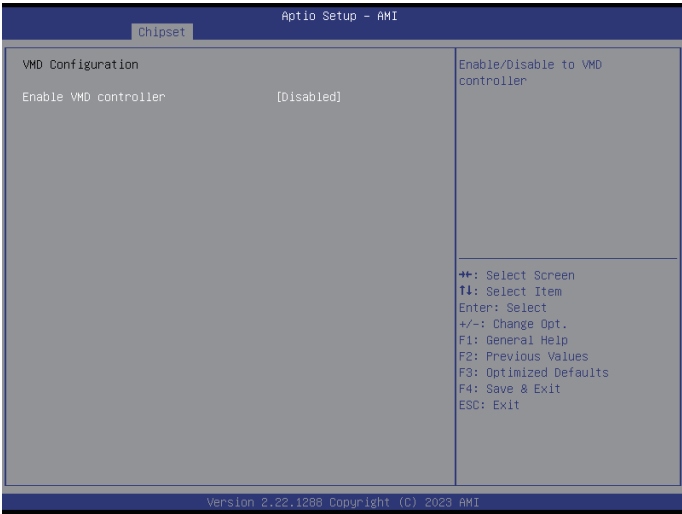 Aptio Setup – AMI
Chipset
VMD Configuration
Enable VMD controller [Disabled]
Enable/Disable to VMD
controller
→←: Select Screen
↑↓: Select Item
Enter: Select
+/-: Change Opt.
F1: General Help
F2: Previous Values
F3: Optimized Defaults
F4: Save & Exit
ESC: Exit
Version 2.22.1288 Copyright (C) 2023 AMI